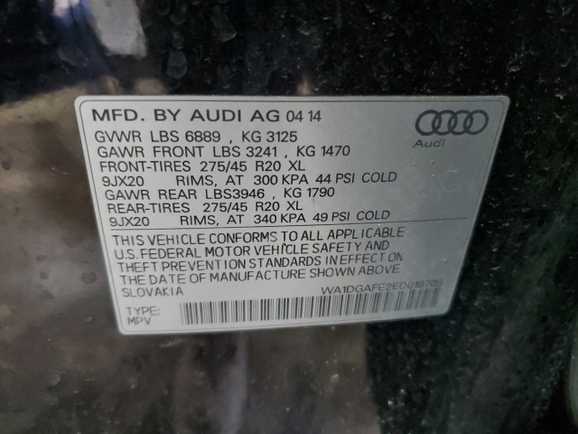 MFD. BY AUDI AG 04 14
GVWR LBS 6889 , KG 3125
GAWR FRONT LBS 3241 , KG 1470
FRONT-TIRES 275/45 R20 XL
9JX20 RIMS, AT 300 KPA 44 PSI COLD
GAWR REAR LBS3946 , KG 1790
REAR-TIRES 275/45 R20 XL
9JX20 RIMS, AT 340 KPA 49 PSI COLD
THIS VEHICLE CONFORMS TO ALL APPLICABLE
U.S. FEDERAL MOTOR VEHICLE SAFETY AND
THEFT PREVENTION STANDARDS IN EFFECT ON
THE DATE OF MANUFACTURE SHOWN ABOVE.
SLOVAKIA
TYPE:
MPV
Audi